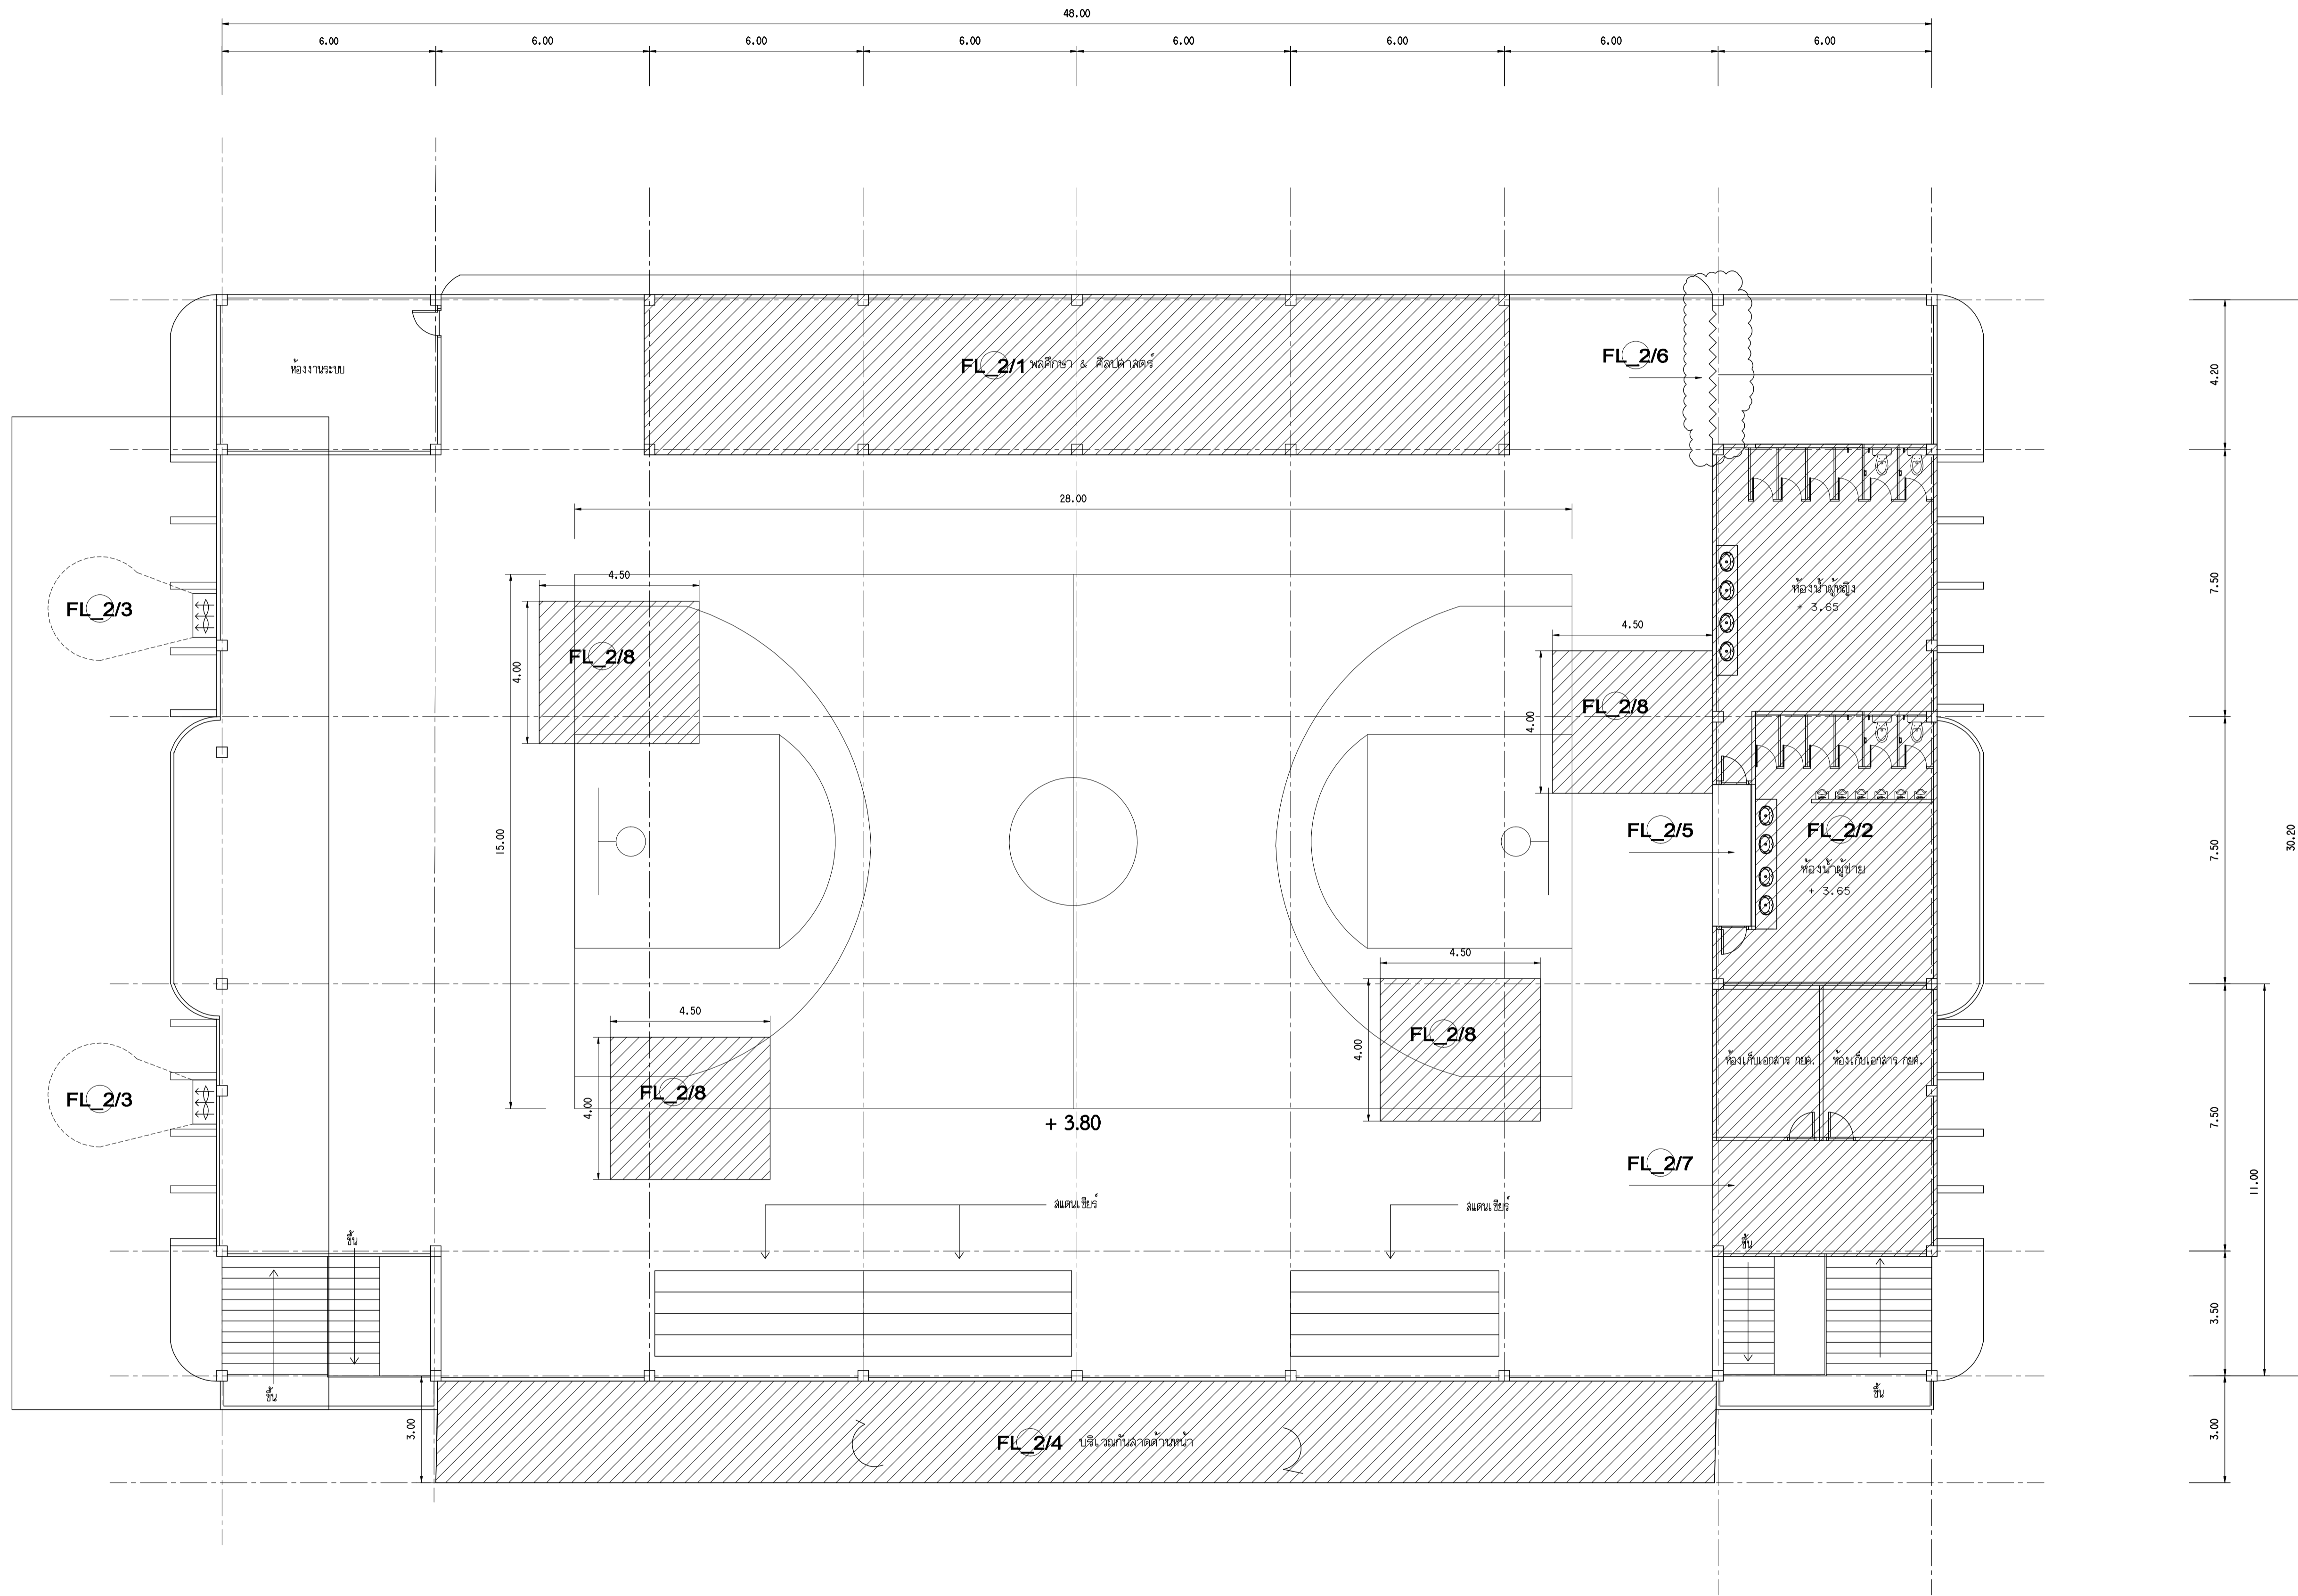 48.00
6.00 6.00 6.00 6.00 6.00 6.00 6.00 6.00
ห้องงานระบบ
FL_2/1 พลศึกษา & ศิลปศาสตร์
FL_2/6
4.20
28.00
4.50
FL_2/3
7.50
ห้องน้ำผู้หญิง
+ 3.65
4.50
FL_2/8
4.00
FL_2/8
4.00
15.00
FL_2/5
FL_2/2
7.50
30.20
ห้องน้ำผู้ชาย
+ 3.65
4.50
4.50
FL_2/8
4.00
ห้องเก็บเอกสาร กยศ.
ห้องเก็บเอกสาร กยศ.
FL_2/3
FL_2/8
4.00
+ 3.80
7.50
FL_2/7
11.00
สแตนเชียร์
สแตนเชียร์
ขึ้น
ขึ้น
3.50
ขึ้น
ขึ้น
3.00
FL_2/4 บริเวณกันสาดด้านหน้า
3.00